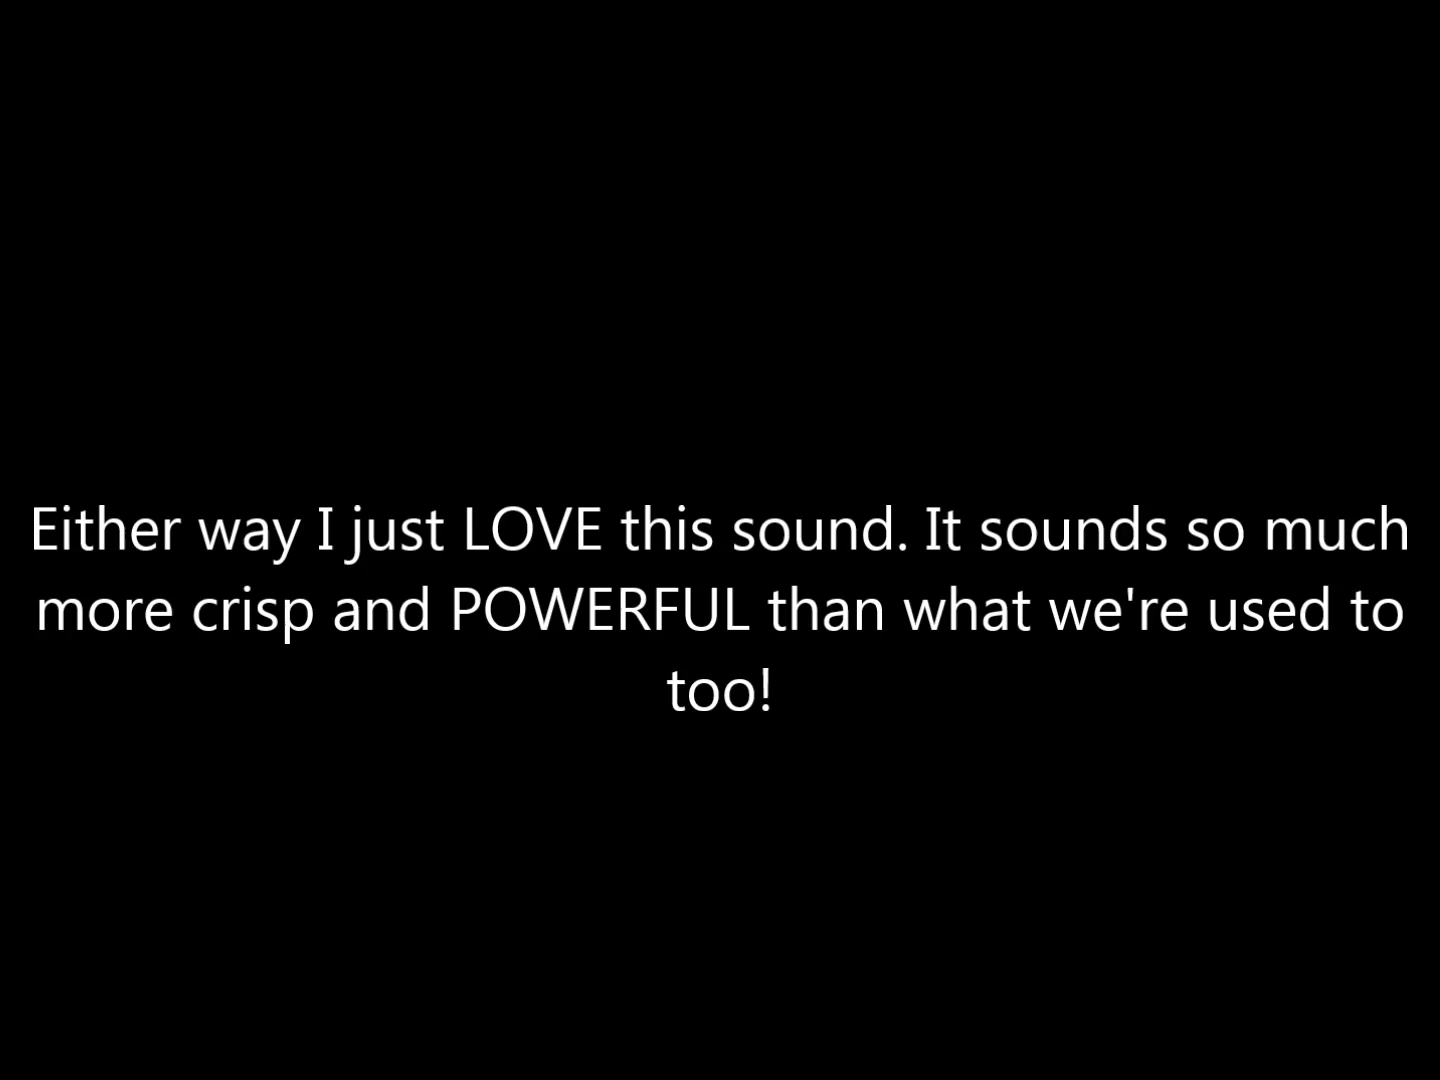 Either way I just LOVE this sound. It sounds so much
more crisp and POWERFUL than what we're used to
too!